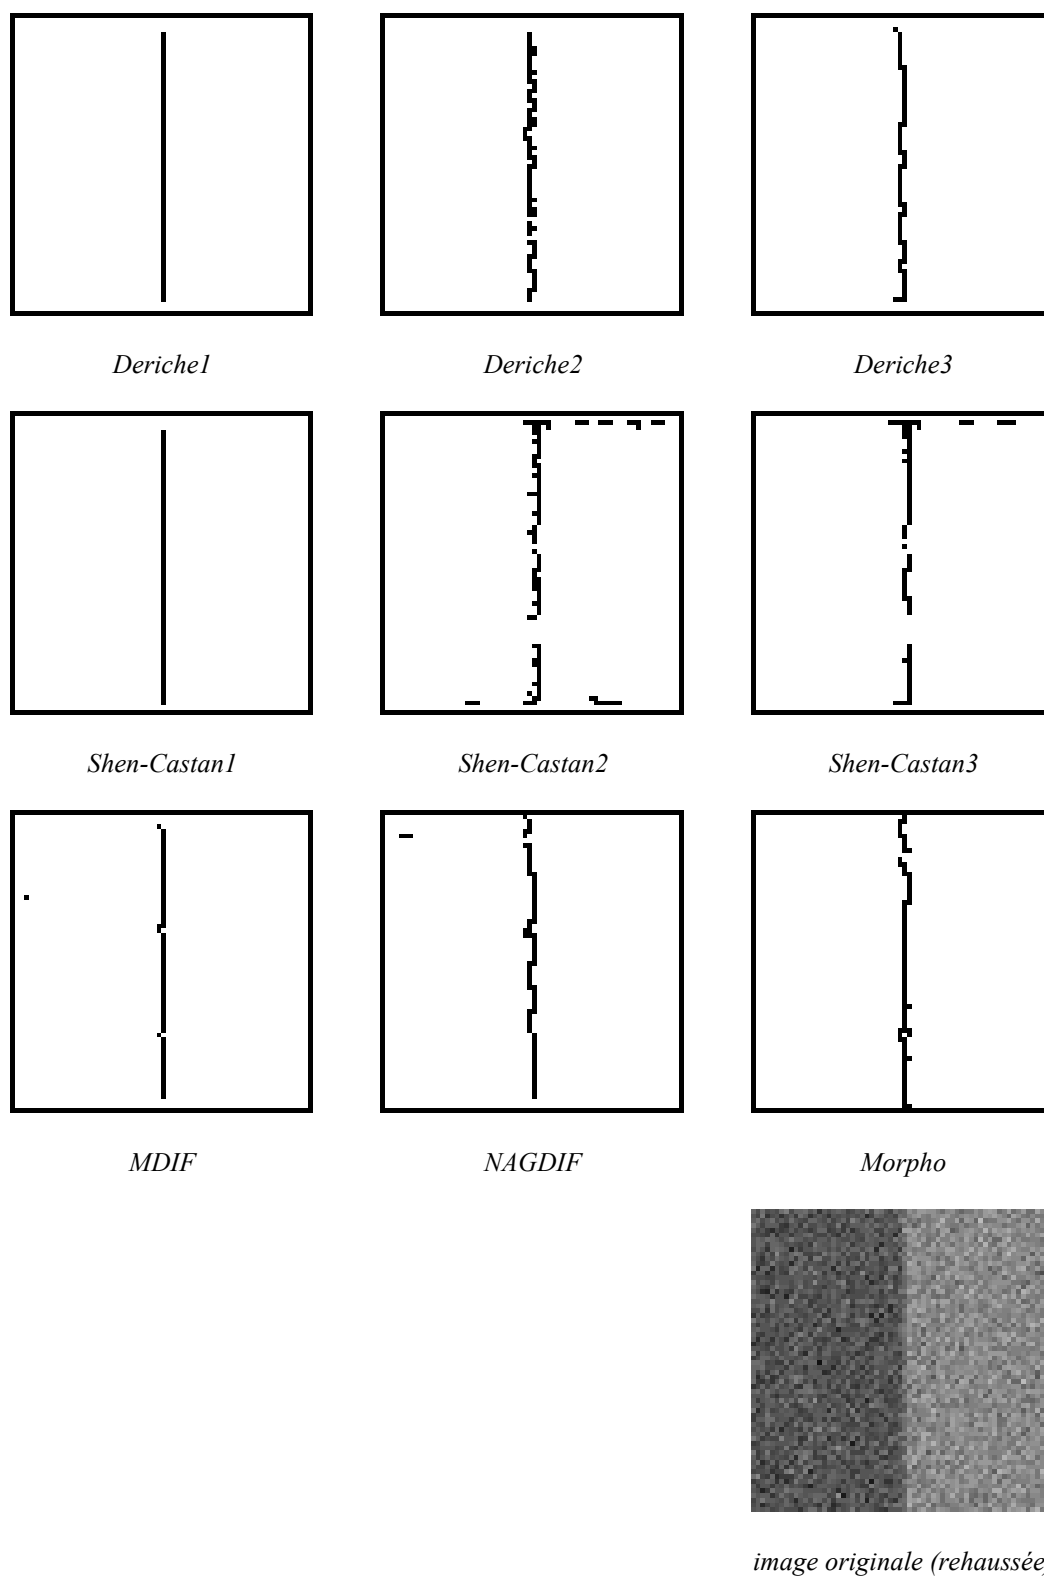 Deriche1
Deriche2
Deriche3
Shen-Castan1
Shen-Castan2
Shen-Castan3
MDIF
NAGDIF
Morpho
image originale (rehaussée)